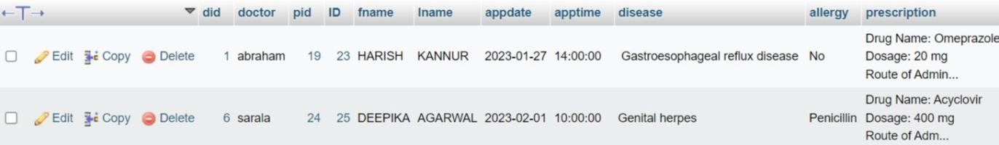 ←T→ did doctor pid ID fname lname appdate apptime disease allergy prescription
Edit Copy Delete 1 abraham 19 23 HARISH KANNUR 2023-01-27 14:00:00 Gastroesophageal reflux disease No Drug Name: Omeprazole
Dosage: 20 mg
Route of Admin...
Edit Copy Delete 6 sarala 24 25 DEEPIKA AGARWAL 2023-02-01 10:00:00 Genital herpes Penicillin Drug Name: Acyclovir
Dosage: 400 mg
Route of Adm...